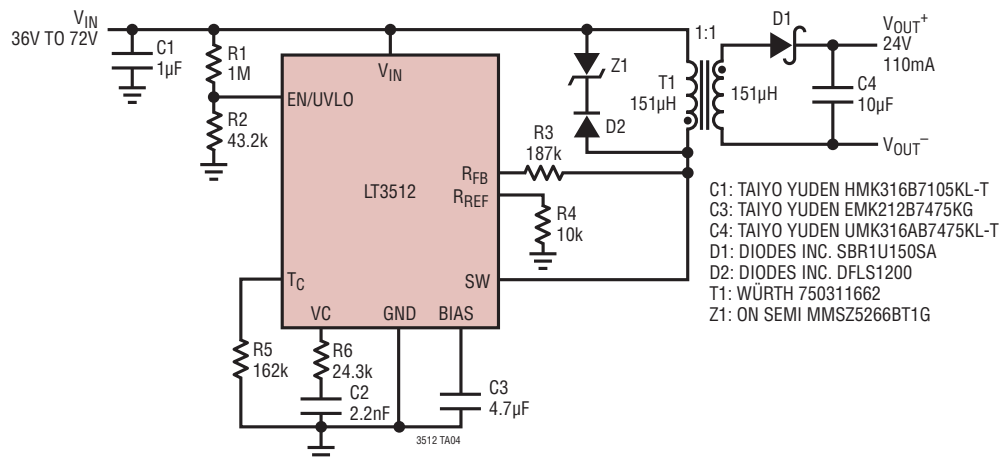 VIN
36V TO 72V
C1
1µF
R1
1M
R2
43.2k
VIN
EN/UVLO
LT3512
RFB
RREF
TC
SW
VC
GND
BIAS
Z1
D2
R3
187k
R4
10k
1:1
T1
151µH
151µH
D1
VOUT+
24V
110mA
C4
10µF
VOUT–
R5
162k
R6
24.3k
C2
2.2nF
C3
4.7µF
3512 TA04
C1: TAIYO YUDEN HMK316B7105KL-T
C3: TAIYO YUDEN EMK212B7475KG
C4: TAIYO YUDEN UMK316AB7475KL-T
D1: DIODES INC. SBR1U150SA
D2: DIODES INC. DFLS1200
T1: WÜRTH 750311662
Z1: ON SEMI MMSZ5266BT1G